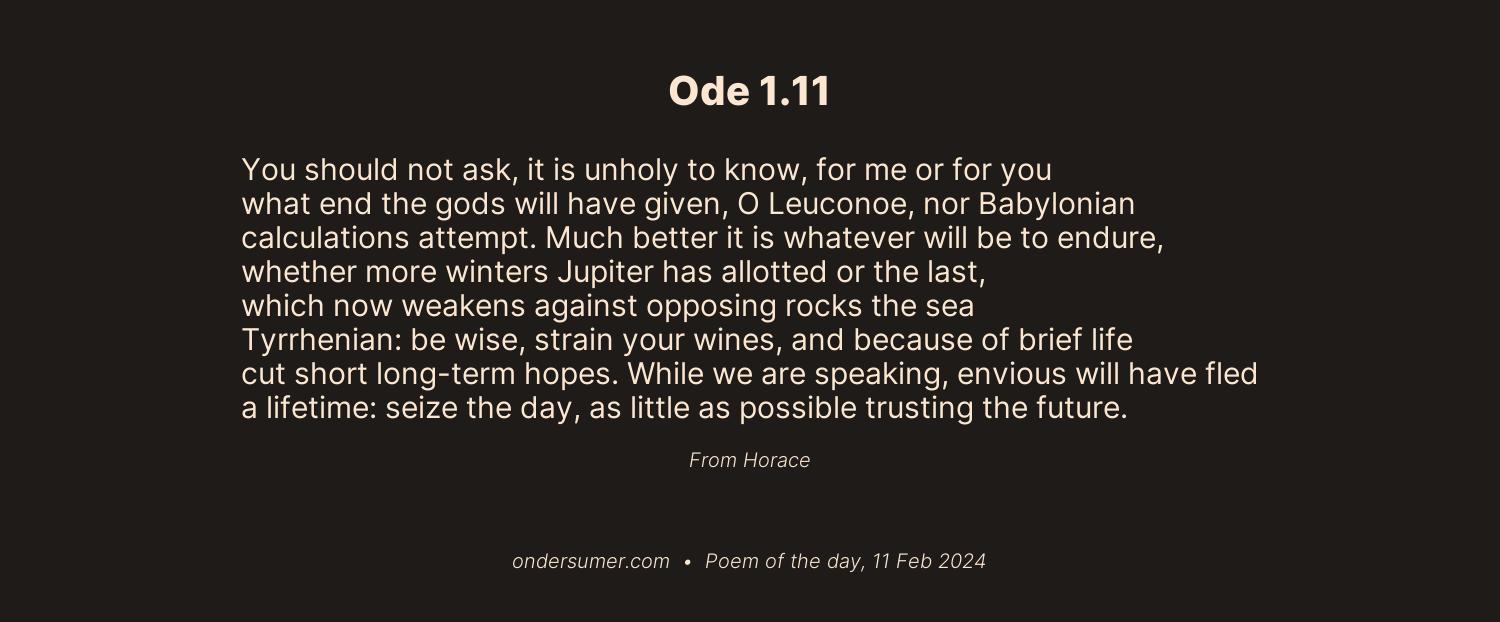 Ode 1.11
You should not ask, it is unholy to know, for me or for you
what end the gods will have given, O Leuconoe, nor Babylonian
calculations attempt. Much better it is whatever will be to endure,
whether more winters Jupiter has allotted or the last,
which now weakens against opposing rocks the sea
Tyrrhenian: be wise, strain your wines, and because of brief life
cut short long-term hopes. While we are speaking, envious will have fled
a lifetime: seize the day, as little as possible trusting the future.
From Horace
ondersumer.com • Poem of the day, 11 Feb 2024